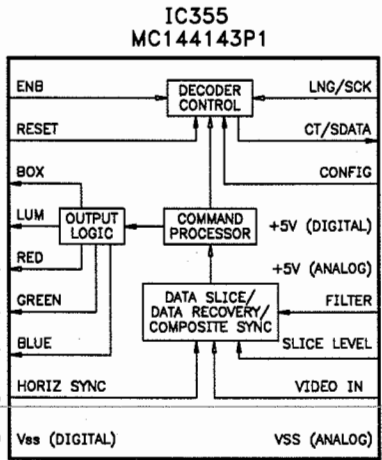 IC355
MC144143P1
ENB
DECODER
CONTROL
LNG/SCK
RESET
CT/SDATA
BOX
CONFIG
LUM
OUTPUT
LOGIC
COMMAND
PROCESSOR
+5V (DIGITAL)
RED
+5V (ANALOG)
GREEN
DATA SLICE/
DATA RECOVERY/
COMPOSITE SYNC
FILTER
BLUE
SLICE LEVEL
HORIZ SYNC
VIDEO IN
Vss (DIGITAL)
VSS (ANALOG)